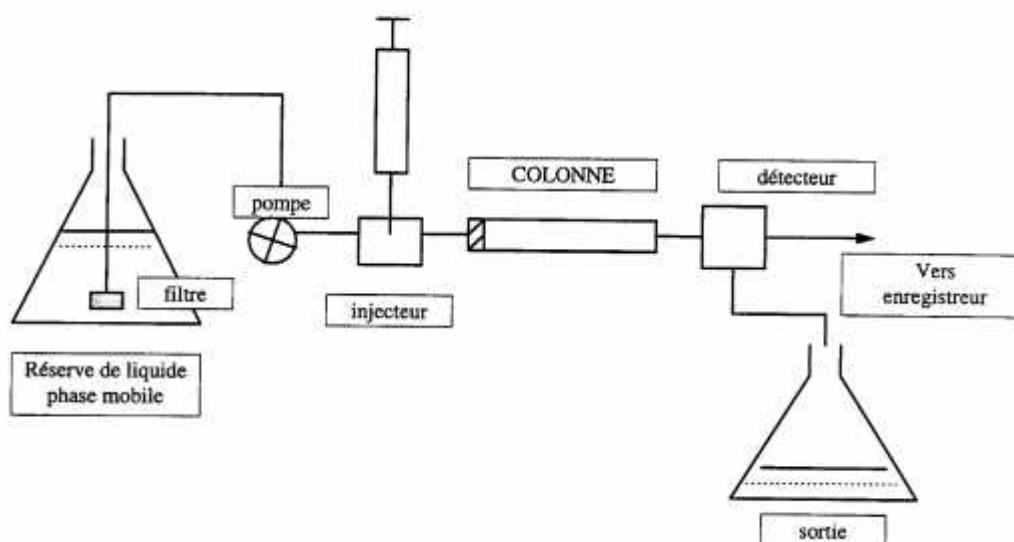 COLONNE
détecteur
pompe
filtre
injecteur
Vers
enregistreur
Réserve de liquide
phase mobile
sortie